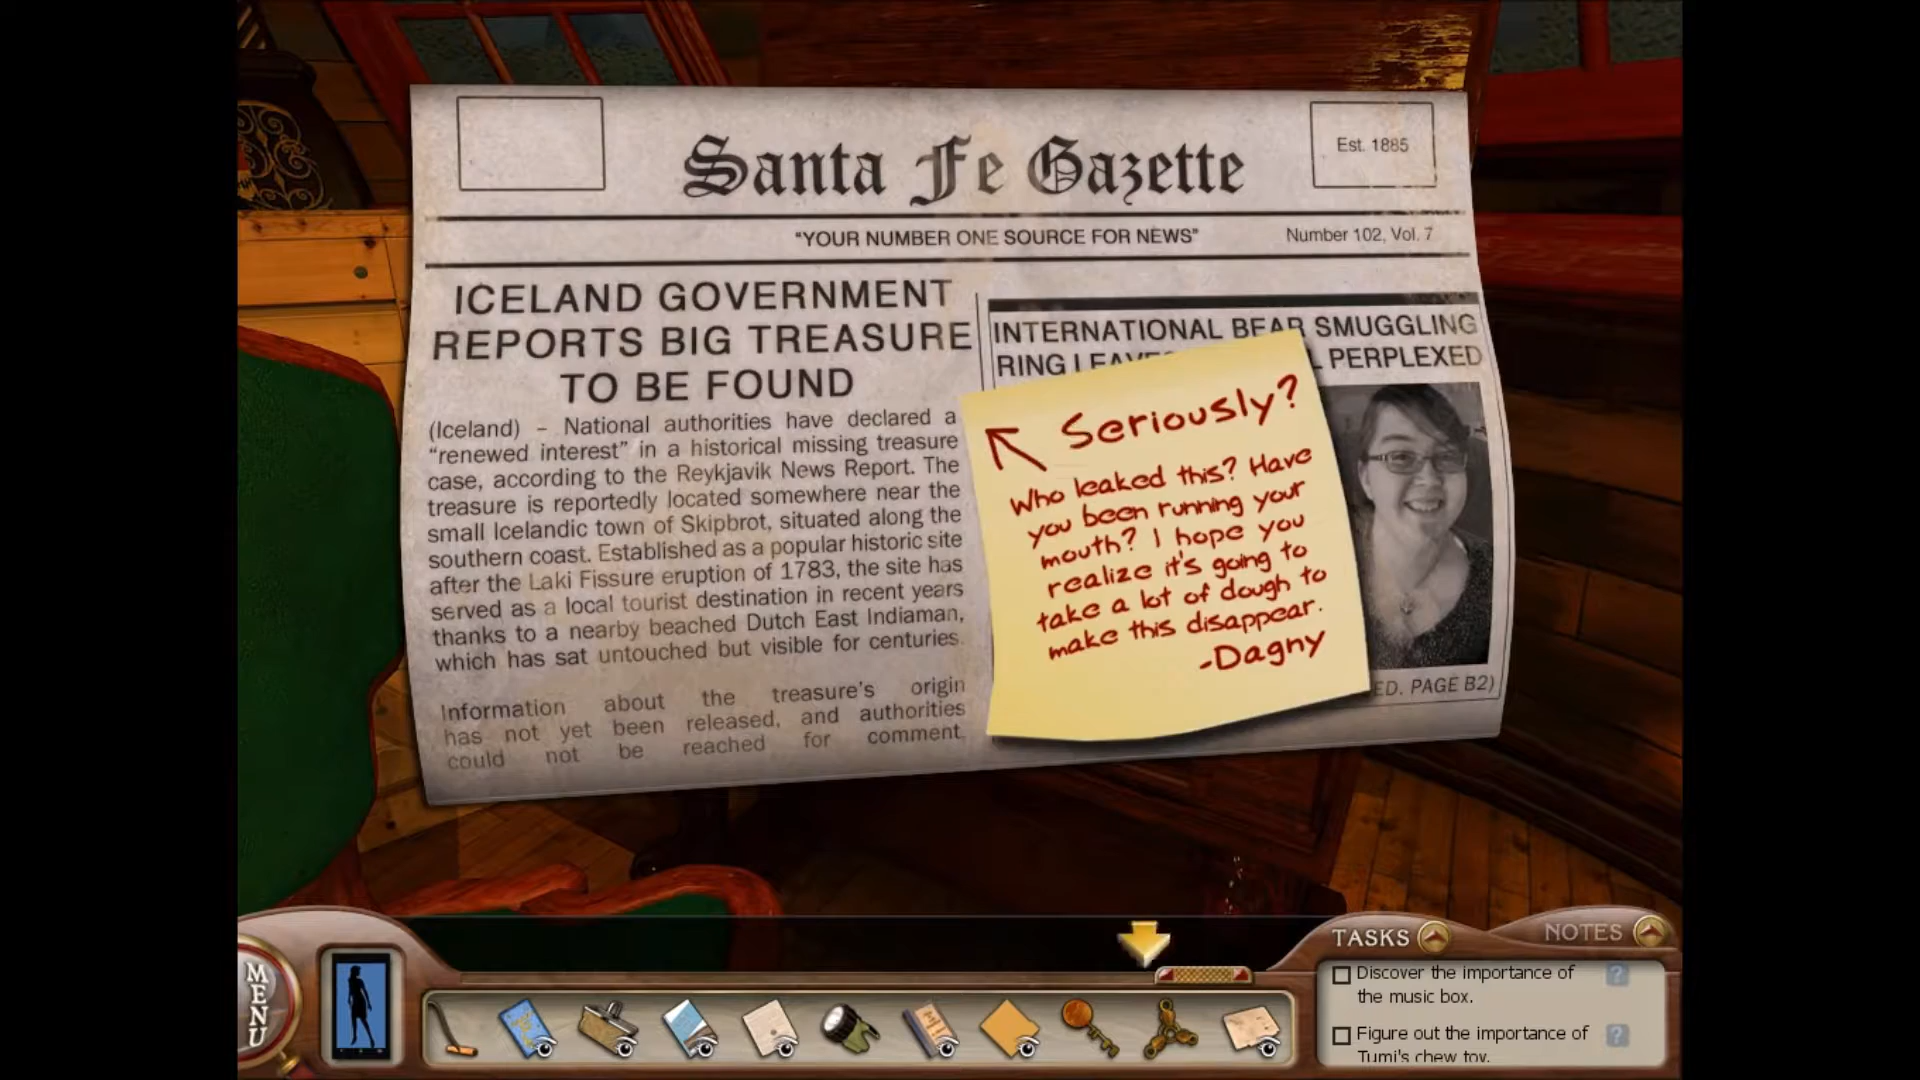 Santa Fe Gazette
Est. 1885
"YOUR NUMBER ONE SOURCE FOR NEWS"
Number 102, Vol. 7
ICELAND GOVERNMENT
REPORTS BIG TREASURE
TO BE FOUND
(Iceland) – National authorities have declared a
"renewed interest" in a historical missing treasure
case, according to the Reykjavik News Report. The
treasure is reportedly located somewhere near the
small Icelandic town of Skipbrot, situated along the
southern coast. Established as a popular historic site
after the Laki Fissure eruption of 1783, the site has
served as a local tourist destination in recent years
thanks to a nearby beached Dutch East Indiaman,
which has sat untouched but visible for centuries.
Information about the treasure's origin
has not yet been released, and authorities
could not be reached for comment.
INTERNATIONAL BEAR SMUGGLING
RING PERPLEXED
Seriously?
Who leaked this? Have
you been running your
mouth? I hope you
realize it's going to
take a lot of dough to
make this disappear.
-Dagny
PAGE B2)
MENU
TASKS
NOTES
Discover the importance of
the music box.
Figure out the importance of
Tumi's chew toy.